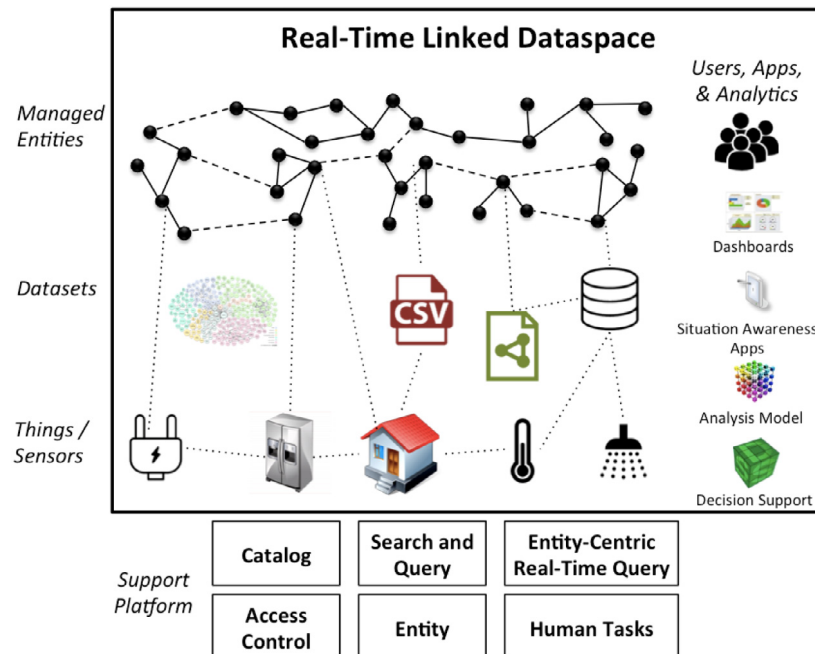 Real-Time Linked Dataspace
Users, Apps,
& Analytics
Managed
Entities
Dashboards
Datasets
CSV
Situation Awareness
Apps
Analysis Model
Things /
Sensors
Decision Support
Support
Platform
Catalog
Search and
Query
Entity-Centric
Real-Time Query
Access
Control
Entity
Human Tasks